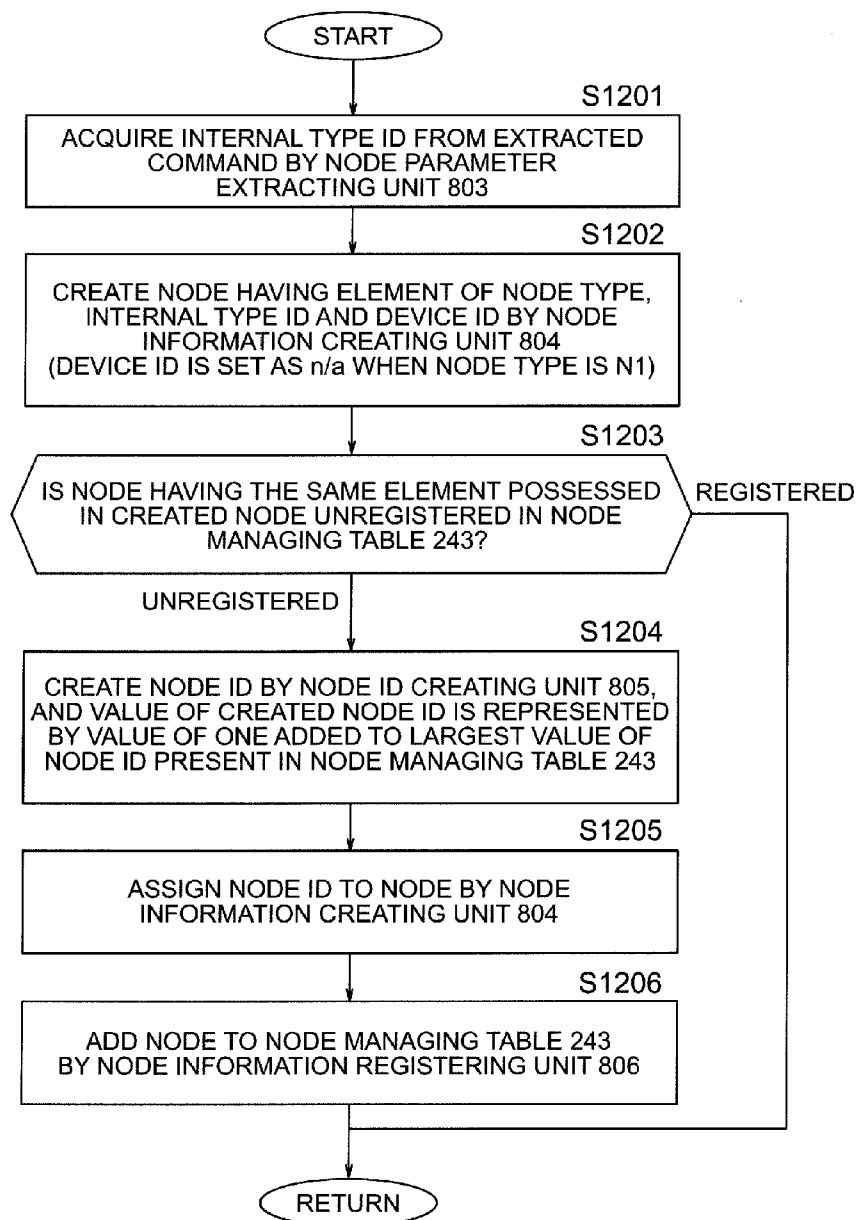 START
S1201
ACQUIRE INTERNAL TYPE ID FROM EXTRACTED
COMMAND BY NODE PARAMETER
EXTRACTING UNIT 803
S1202
CREATE NODE HAVING ELEMENT OF NODE TYPE,
INTERNAL TYPE ID AND DEVICE ID BY NODE
INFORMATION CREATING UNIT 804
(DEVICE ID IS SET AS n/a WHEN NODE TYPE IS N1)
S1203
IS NODE HAVING THE SAME ELEMENT POSSESSED
IN CREATED NODE UNREGISTERED IN NODE
MANAGING TABLE 243?
REGISTERED
UNREGISTERED
S1204
CREATE NODE ID BY NODE ID CREATING UNIT 805,
AND VALUE OF CREATED NODE ID IS REPRESENTED
BY VALUE OF ONE ADDED TO LARGEST VALUE OF
NODE ID PRESENT IN NODE MANAGING TABLE 243
S1205
ASSIGN NODE ID TO NODE BY NODE
INFORMATION CREATING UNIT 804
S1206
ADD NODE TO NODE MANAGING TABLE 243
BY NODE INFORMATION REGISTERING UNIT 806
RETURN